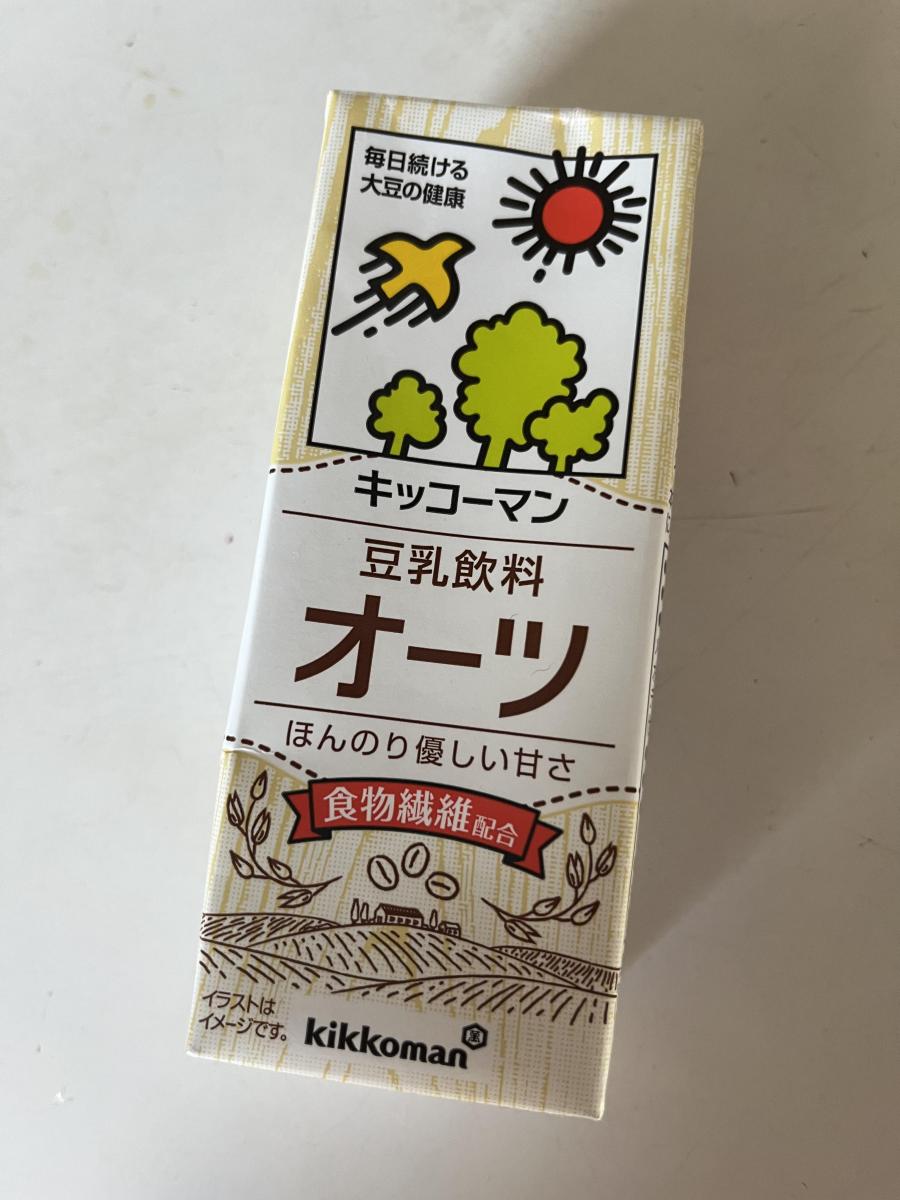 毎日続ける
大豆の健康
キッコーマン
豆乳飲料
オーツ
ほんのり優しい甘さ
食物繊維配合
イラストは
イメージです。
kikkoman